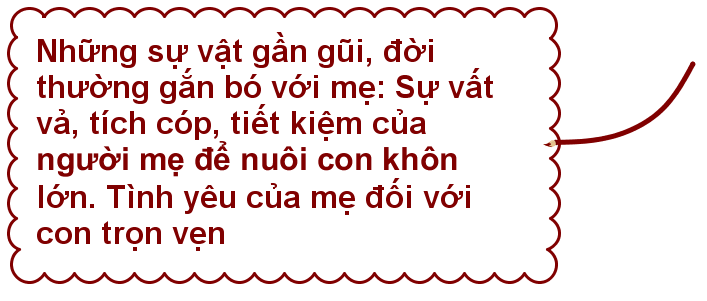 Những sự vật gần gũi, đời
thường gắn bó với mẹ: Sự vất
vả, tích cóp, tiết kiệm của
người mẹ để nuôi con khôn
lớn. Tình yêu của mẹ đối với
con trọn vẹn